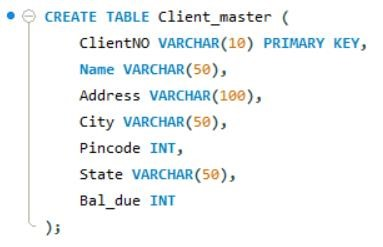 CREATE TABLE Client_master (
ClientNO VARCHAR(10) PRIMARY KEY,
Name VARCHAR(50),
Address VARCHAR(100),
City VARCHAR(50),
Pincode INT,
State VARCHAR(50),
Bal_due INT
);